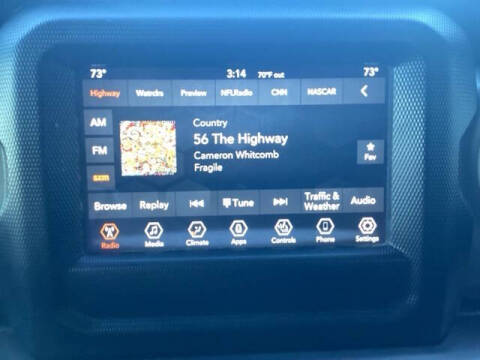 73° 3:14 70°F out 73°
Highway Watrclrs Preview NFLRadio CNN NASCAR
AM
FM
sxm
Country
56 The Highway
Cameron Whitcomb
Fragile
Fav
Browse Replay Tune Traffic & Weather Audio
Radio Media Climate Apps Controls Phone Settings